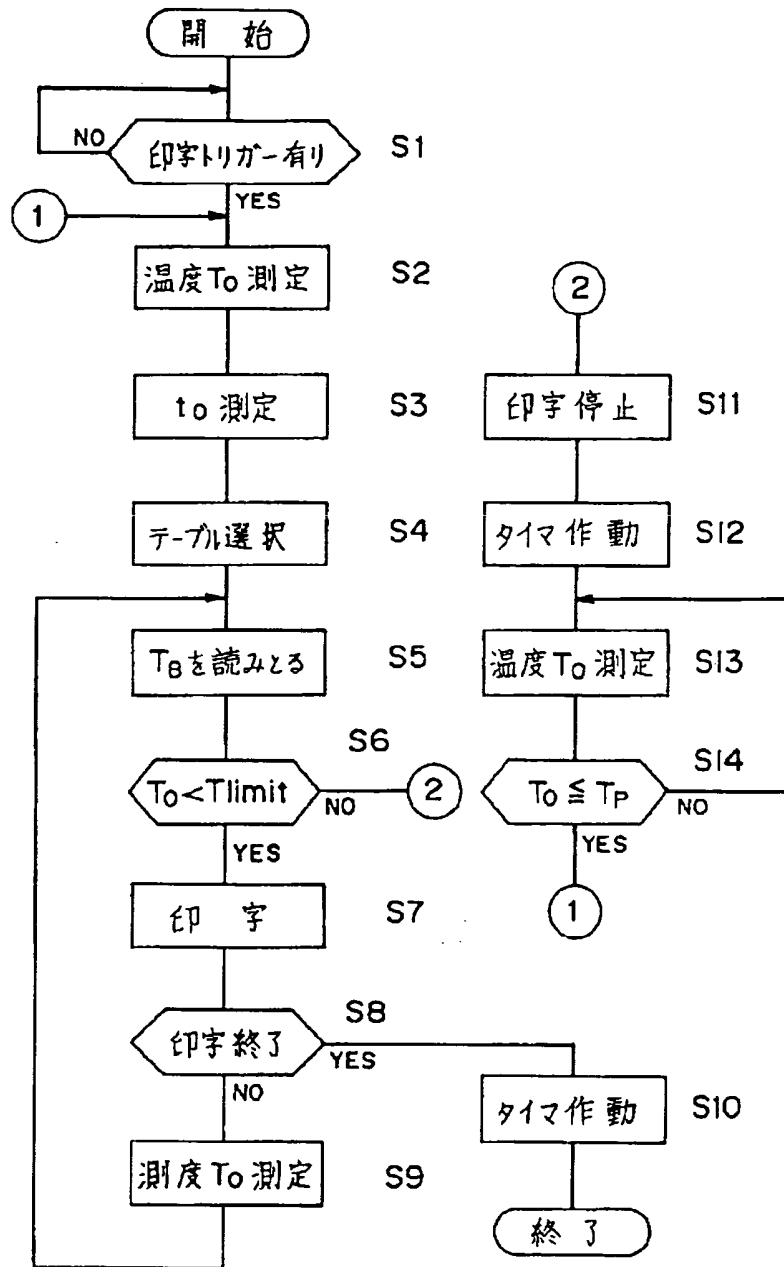 開始
NO
印字トリガー有り
S1
YES
1
温度To測定
S2
to測定
S3
テーブル選択
S4
TBを読みとる
S5
To<Tlimit
S6
NO
2
YES
印字
S7
印字終了
S8
YES
NO
測度To測定
S9
2
印字停止
S11
タイマ作動
S12
温度To測定
S13
To≦TP
S14
NO
YES
1
タイマ作動
S10
終了